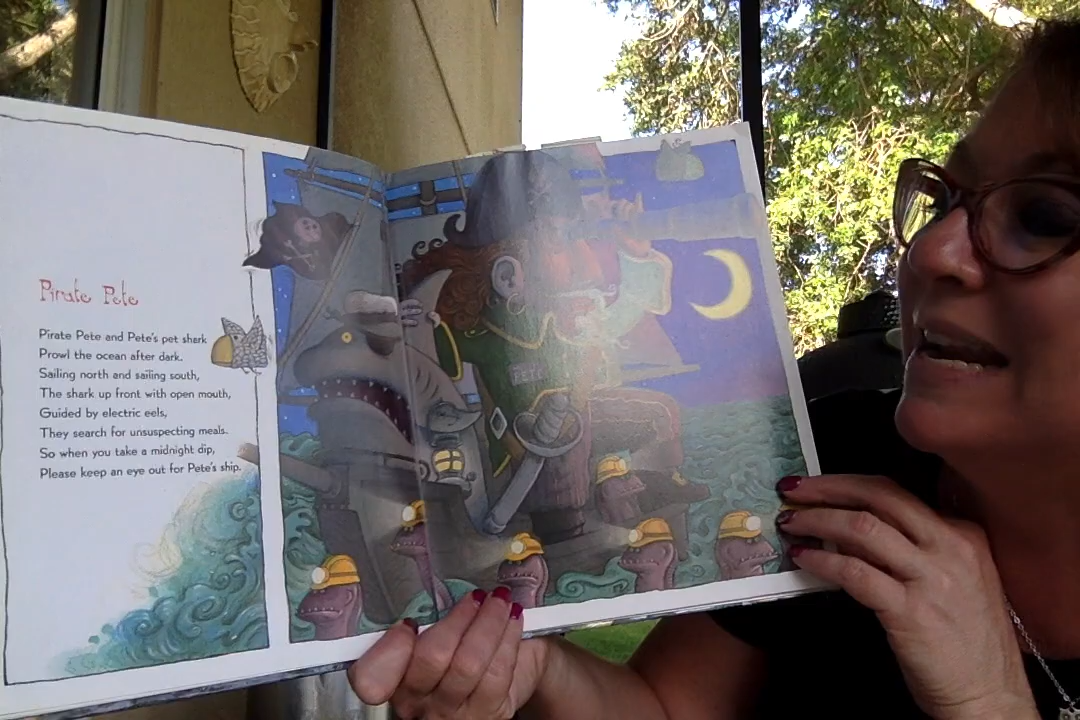 Pirate Pete
Pirate Pete and Pete's pet shark
Prowl the ocean after dark.
Sailing north and sailing south,
The shark up front with open mouth,
Guided by electric eels,
They search for unsuspecting meals.
So when you take a midnight dip,
Please keep an eye out for Pete's ship.
PETE